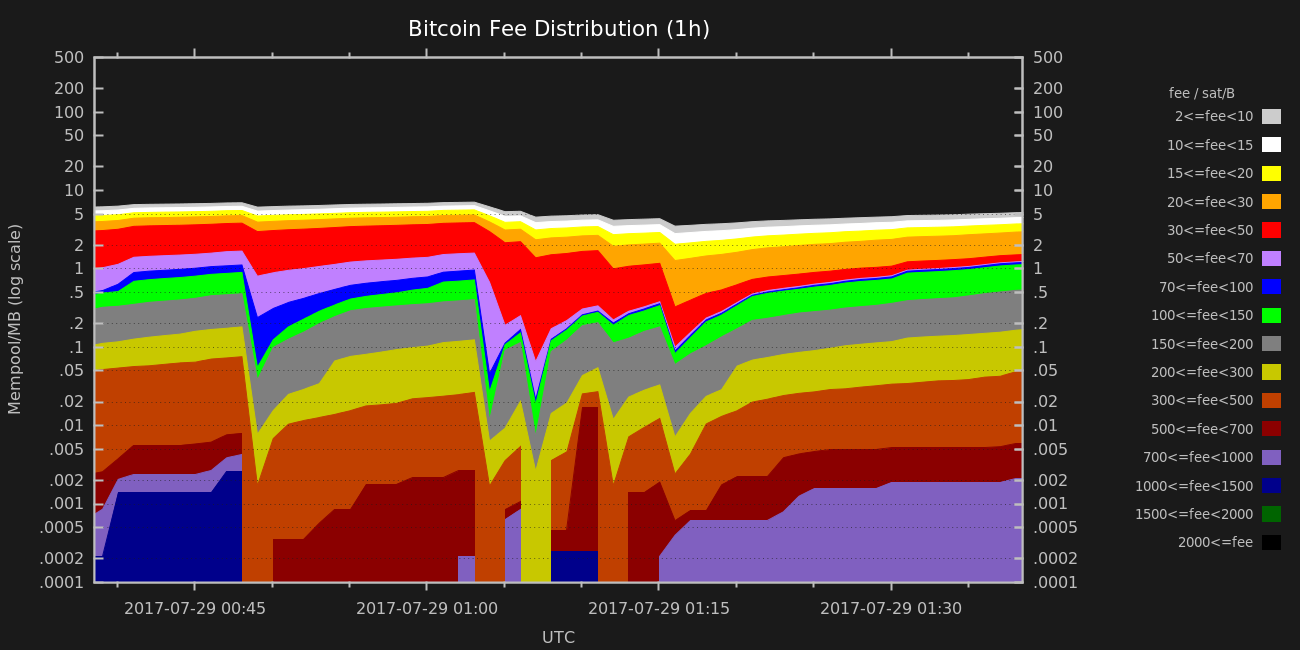 Bitcoin Fee Distribution (1h)
500
200
100
50
20
10
5
2
1
.5
.2
.1
.05
.02
.01
.005
.002
.001
.0005
.0002
.0001
Mempool/MB (log scale)
500
200
100
50
20
10
5
2
1
.5
.2
.1
.05
.02
.01
.005
.002
.001
.0005
.0002
.0001
2017-07-29 00:45
2017-07-29 01:00
2017-07-29 01:15
2017-07-29 01:30
UTC
fee / sat/B
2<=fee<10
10<=fee<15
15<=fee<20
20<=fee<30
30<=fee<50
50<=fee<70
70<=fee<100
100<=fee<150
150<=fee<200
200<=fee<300
300<=fee<500
500<=fee<700
700<=fee<1000
1000<=fee<1500
1500<=fee<2000
2000<=fee